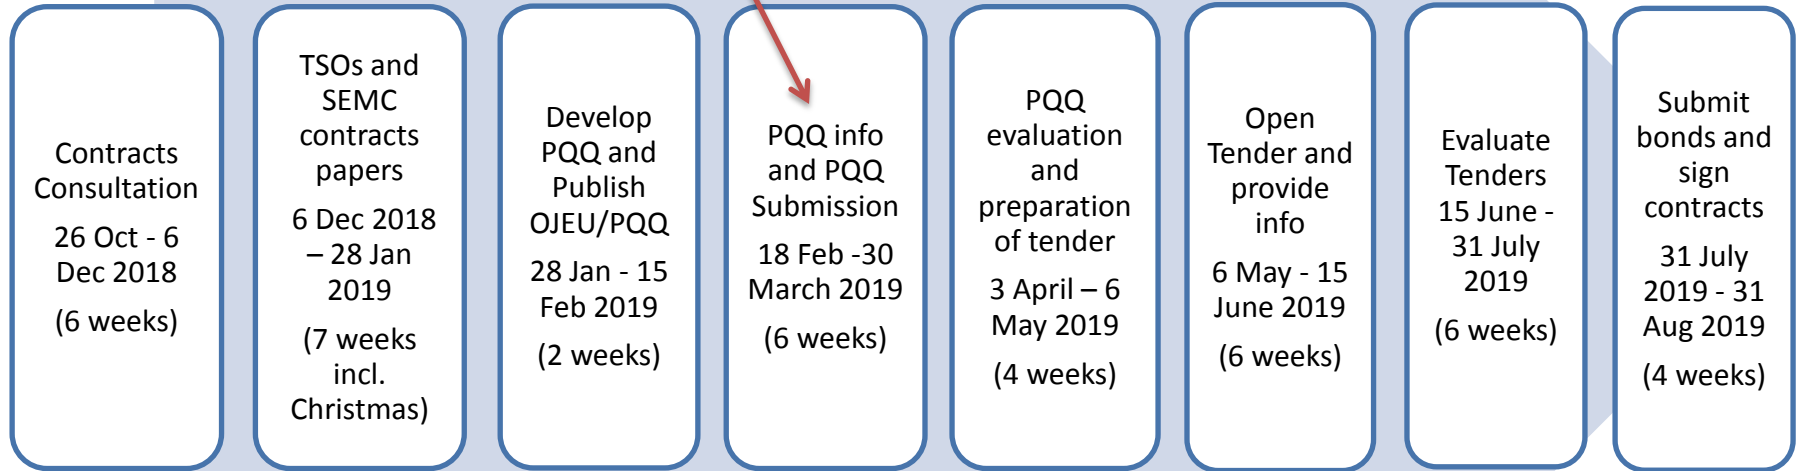 Contracts
Consultation
26 Oct - 6
Dec 2018
(6 weeks)
TSOs and
SEMC
contracts
papers
6 Dec 2018
– 28 Jan
2019
(7 weeks
incl.
Christmas)
Develop
PQQ and
Publish
OJEU/PQQ
28 Jan - 15
Feb 2019
(2 weeks)
PQQ info
and PQQ
Submission
18 Feb -30
March 2019
(6 weeks)
PQQ
evaluation
and
preparation
of tender
3 April – 6
May 2019
(4 weeks)
Open
Tender and
provide
info
6 May - 15
June 2019
(6 weeks)
Evaluate
Tenders
15 June -
31 July
2019
(6 weeks)
Submit
bonds and
sign
contracts
31 July
2019 - 31
Aug 2019
(4 weeks)